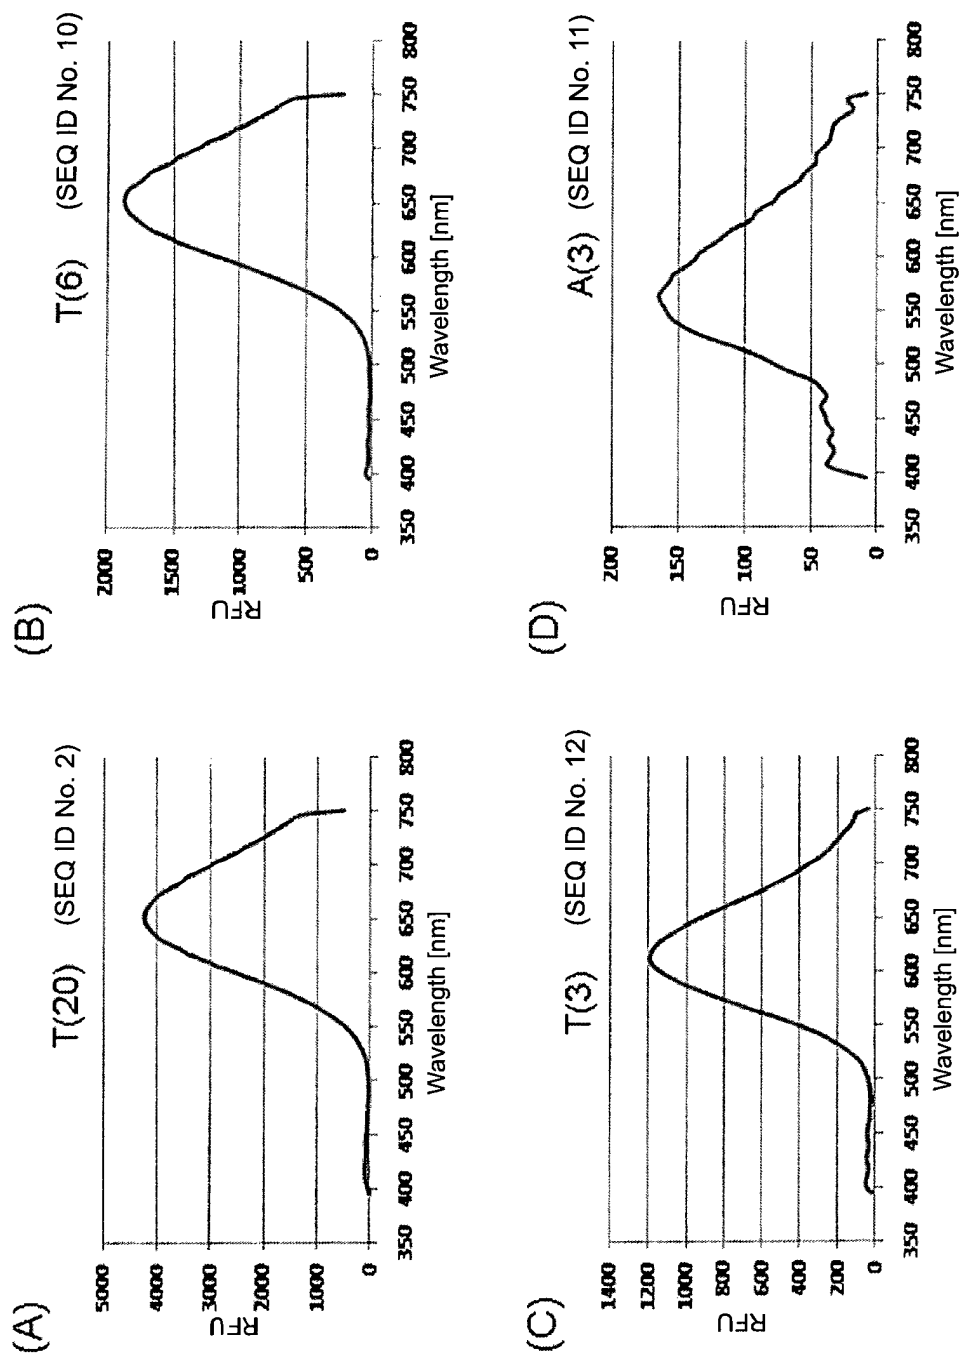 (A)
T(20) (SEQ ID No. 2)
5000
4000
3000
2000
1000
0
RFU
350 400 450 500 550 600 650 700 750 800
Wavelength [nm]
(B)
T(6) (SEQ ID No. 10)
2000
1500
1000
500
0
RFU
350 400 450 500 550 600 650 700 750 800
Wavelength [nm]
(C)
T(3) (SEQ ID No. 12)
1400
1200
1000
800
600
400
200
0
RFU
350 400 450 500 550 600 650 700 750 800
Wavelength [nm]
(D)
A(3) (SEQ ID No. 11)
200
150
100
50
0
RFU
350 400 450 500 550 600 650 700 750 800
Wavelength [nm]